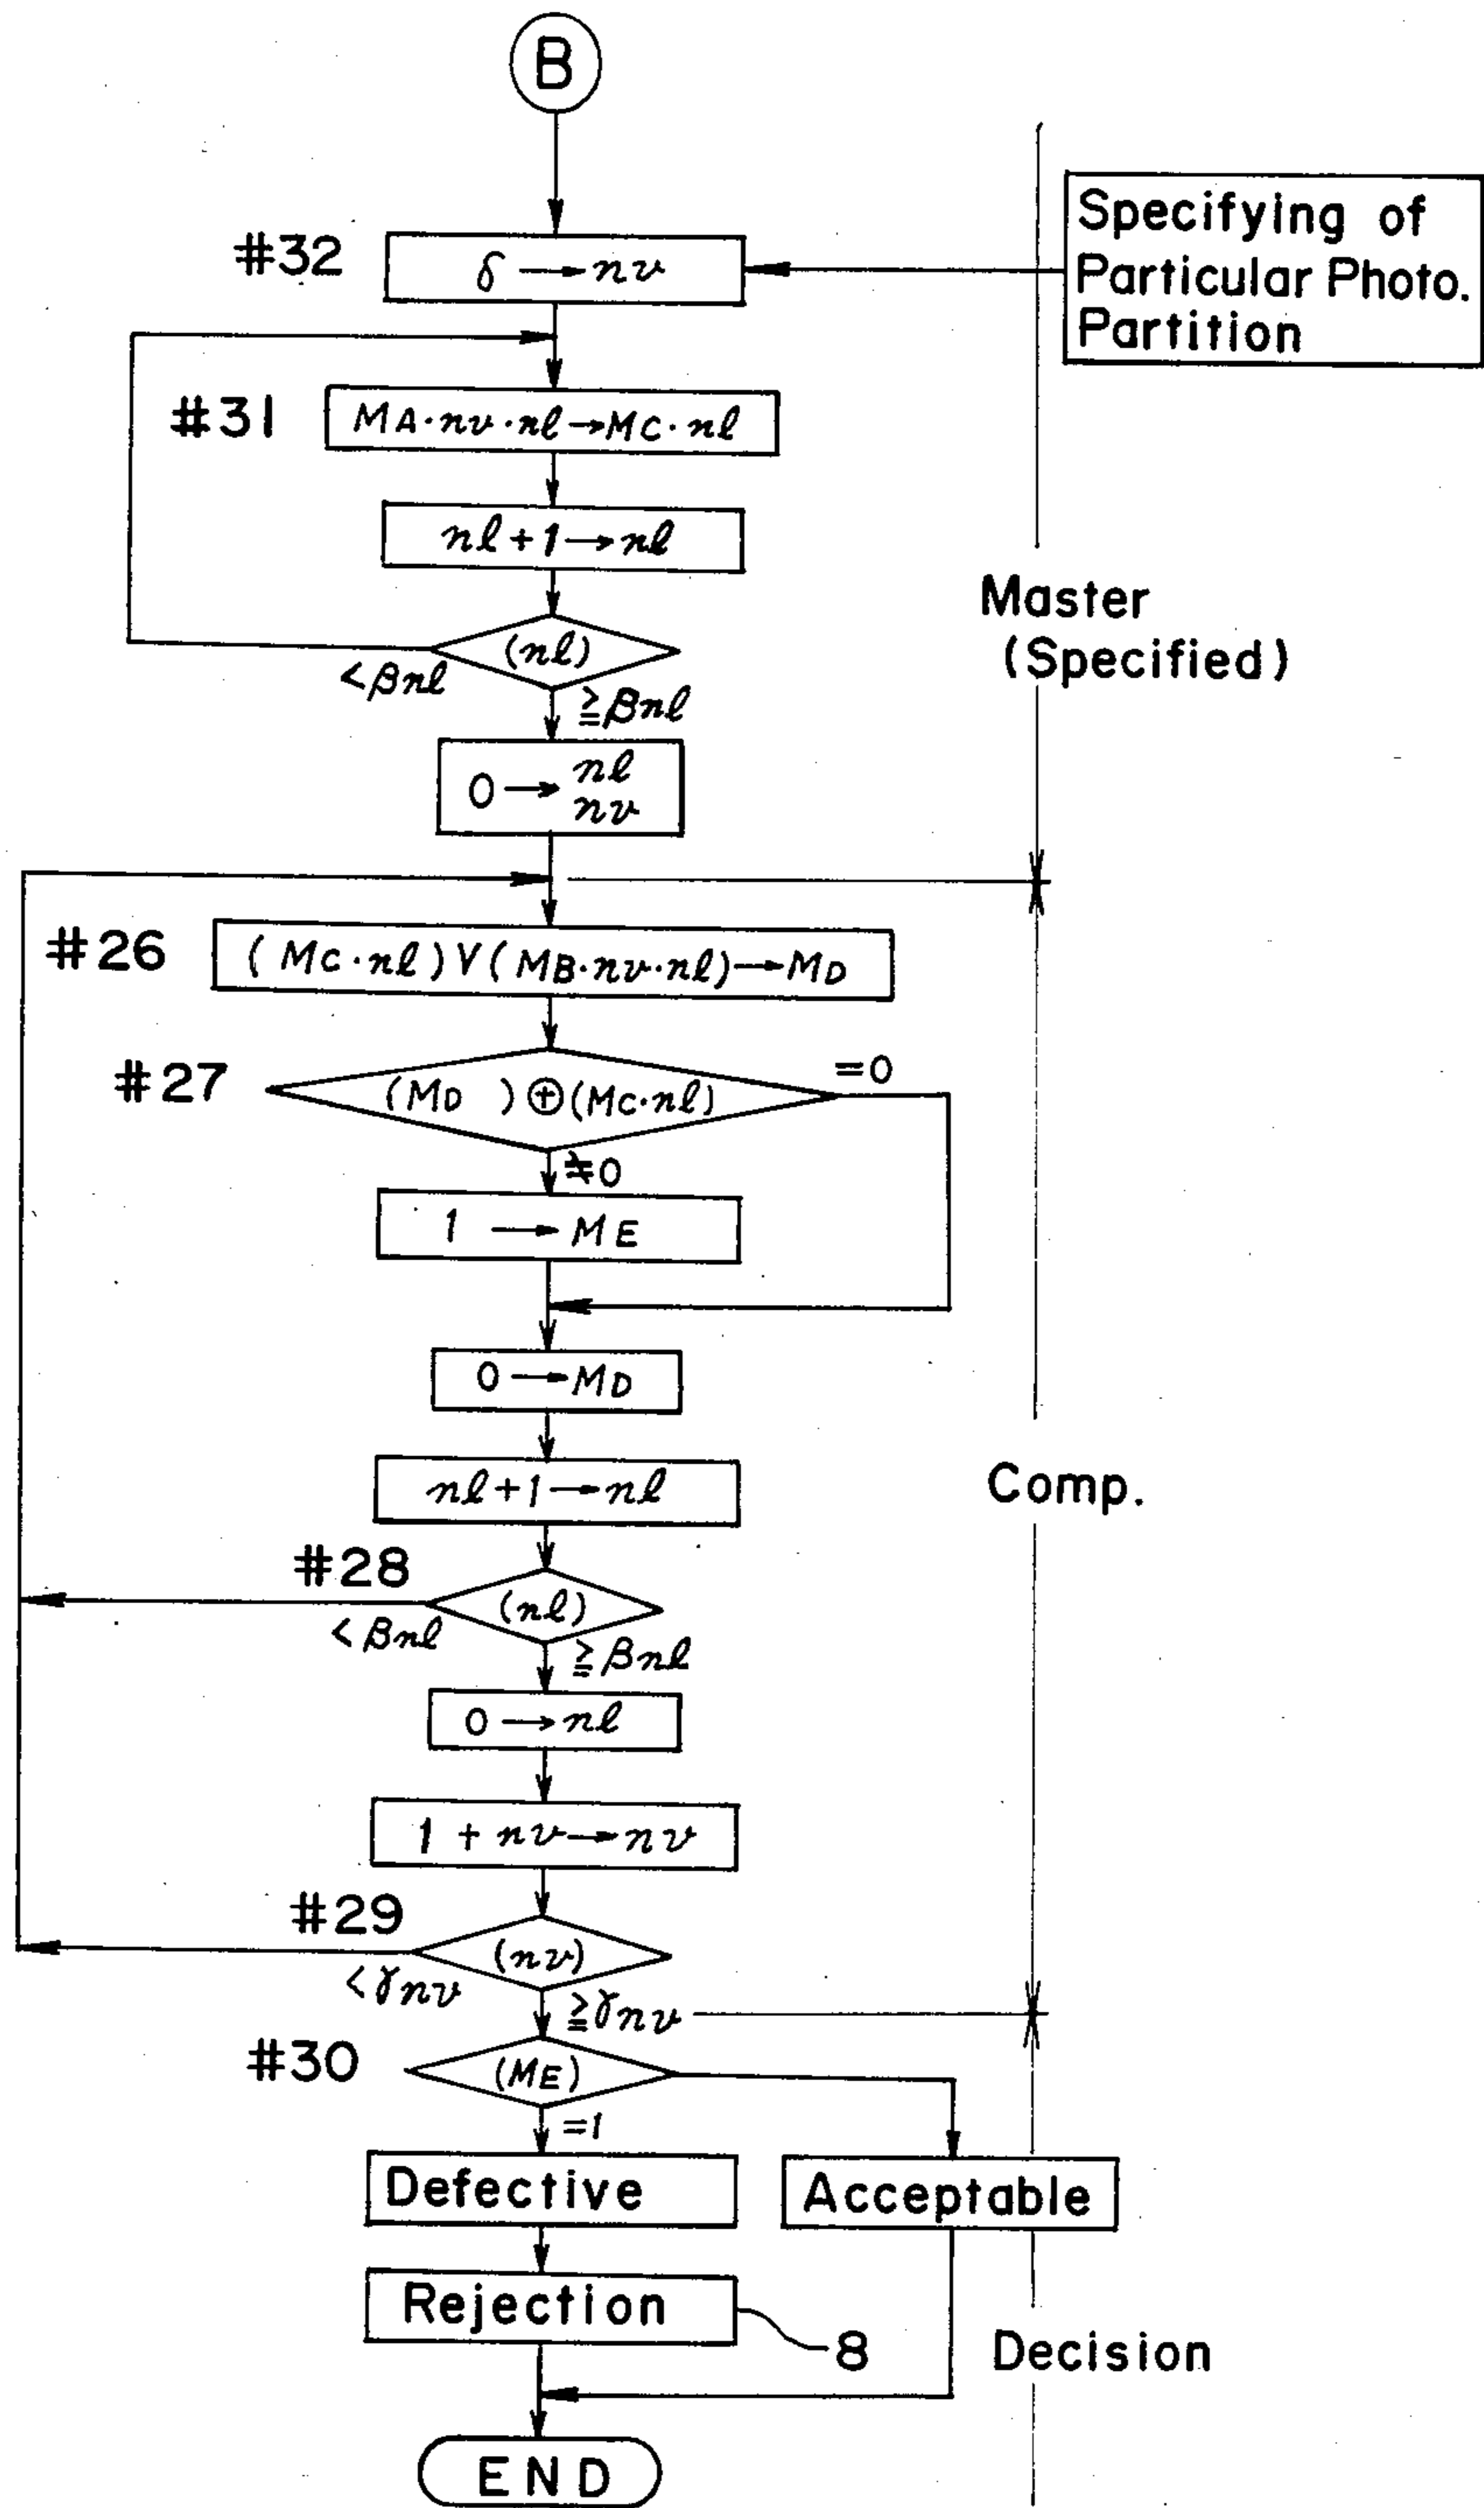 B
#32
δ → nv
Specifying of
Particular Photo.
Partition
#31
MA·nv·nl→MC·nl
nl+1→nl
(nl)
<βnl
≧βnl
0→ nl
nv
Master
(Specified)
#26
(MC·nl)V(MB·nv·nl)→MD
#27
(MD )⊕(MC·nl)
=0
≠0
1 → ME
0→MD
nl+1→nl
Comp.
#28
(nl)
<βnl
≧βnl
0→nl
1+nv→nv
#29
(nv)
<γnv
≧γnv
#30
(ME)
=1
Defective
Acceptable
Rejection
8
Decision
END